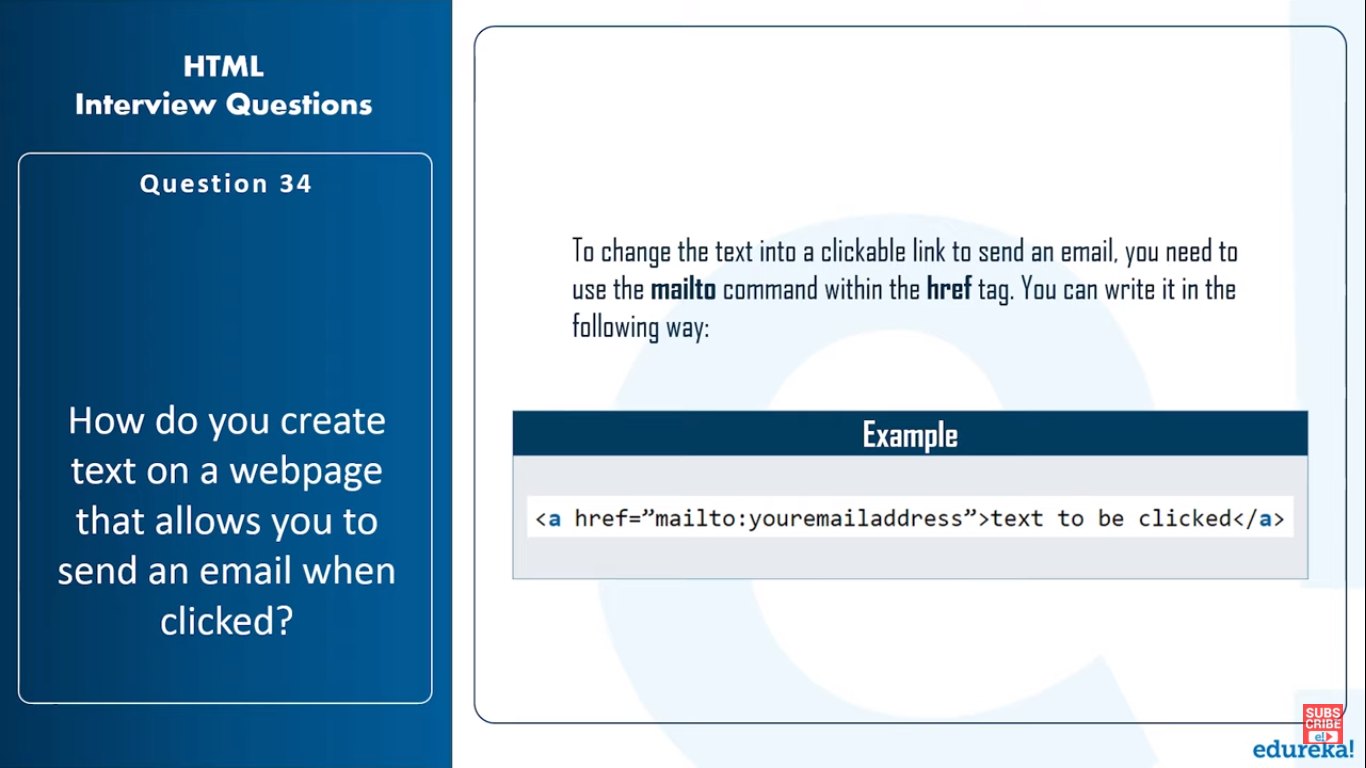 HTML
Interview Questions
Question 34
How do you create
text on a webpage
that allows you to
send an email when
clicked?
To change the text into a clickable link to send an email, you need to
use the mailto command within the href tag. You can write it in the
following way:
Example
<a href=”mailto:youremailaddress”>text to be clicked</a>
SUBS
CRIBE
e!
edureka!